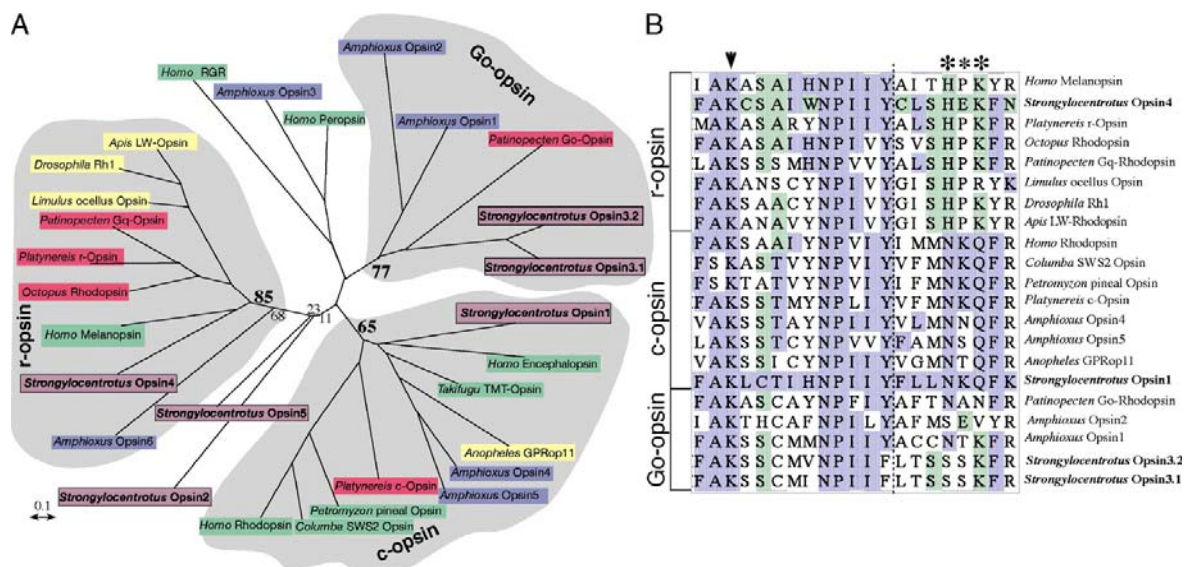 A
Homo RGR
Amphioxus Opsin3
Homo Peropsin
Amphioxus Opsin2
Go-opsin
Amphioxus Opsin1
Patinopecten Go-Opsin
Strongylocentrotus Opsin3.2
Strongylocentrotus Opsin3.1
77
Apis LW-Opsin
Drosophila Rh1
Limulus ocellus Opsin
Patinopecten Gq-Opsin
Platynereis r-Opsin
Octopus Rhodopsin
Homo Melanopsin
Strongylocentrotus Opsin4
Amphioxus Opsin6
r-opsin
85
68
23
11
65
Strongylocentrotus Opsin5
Strongylocentrotus Opsin2
Strongylocentrotus Opsin1
Homo Encephalopsin
Takifugu TMT-Opsin
Anopheles GPRop11
Amphioxus Opsin4
Amphioxus Opsin5
Platynereis c-Opsin
Petromyzon pineal Opsin
Columba SWS2 Opsin
Homo Rhodopsin
c-opsin
0.1
B
* * *
r-opsin
c-opsin
Go-opsin
I A K A S A I H N P I I Y A I T H P K Y R Homo Melanopsin
F A K C S A I W N P I I Y C L S H E K F N Strongylocentrotus Opsin4
M A K A S A R Y N P I I Y A L S H P K F R Platynereis r-Opsin
F A K A S A I H N P I I Y S V S H P K F R Octopus Rhodopsin
L A K S S S M H N P V V Y A L S H P K F R Patinopecten Gq-Rhodopsin
F A K A N S C Y N P I V Y G I S H P R Y K Limulus ocellus Opsin
F A K S A A C Y N P I V Y G I S H P K Y R Drosophila Rh1
F A K A N A C Y N P I V Y G I S H P K Y R Apis LW-Rhodopsin
F A K S A A I Y N P V I Y I M M N K Q F R Homo Rhodopsin
F S K A S T V Y N P V I Y V F M N K Q F R Columba SWS2 Opsin
F S K T A T V Y N P I I Y V F M N K Q F R Petromyzon pineal Opsin
F A K S S T M Y N P L I Y V F M N K Q F R Platynereis c-Opsin
V A K S S T A Y N P I I Y V L M N N Q F R Amphioxus Opsin4
L A K S S T C Y N P V V Y F A M N S Q F R Amphioxus Opsin5
V A K S S I C Y N P I I Y V G M N T Q F R Anopheles GPRop11
F A K L C T I H N P I I Y F L L N K Q F K Strongylocentrotus Opsin1
F A K A S C A Y N P F I Y A F T N A N F R Patinopecten Go-Rhodopsin
I A K T H C A F N P I L Y A F M S E V Y R Amphioxus Opsin2
F A K S S C M M N P I I Y A C C N T K F R Amphioxus Opsin1
F A K S S C M V N P I I F L T S S S K F R Strongylocentrotus Opsin3.2
F A K S S C M I N P I I F L T S S S K F R Strongylocentrotus Opsin3.1